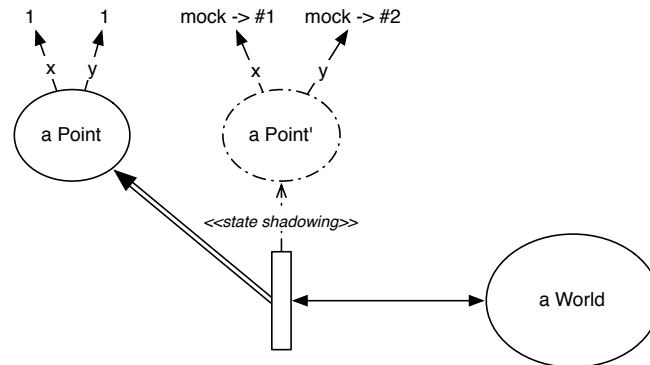 1 1 mock -> #1 mock -> #2
x y x y
a Point a Point'
<<state shadowing>>
a World